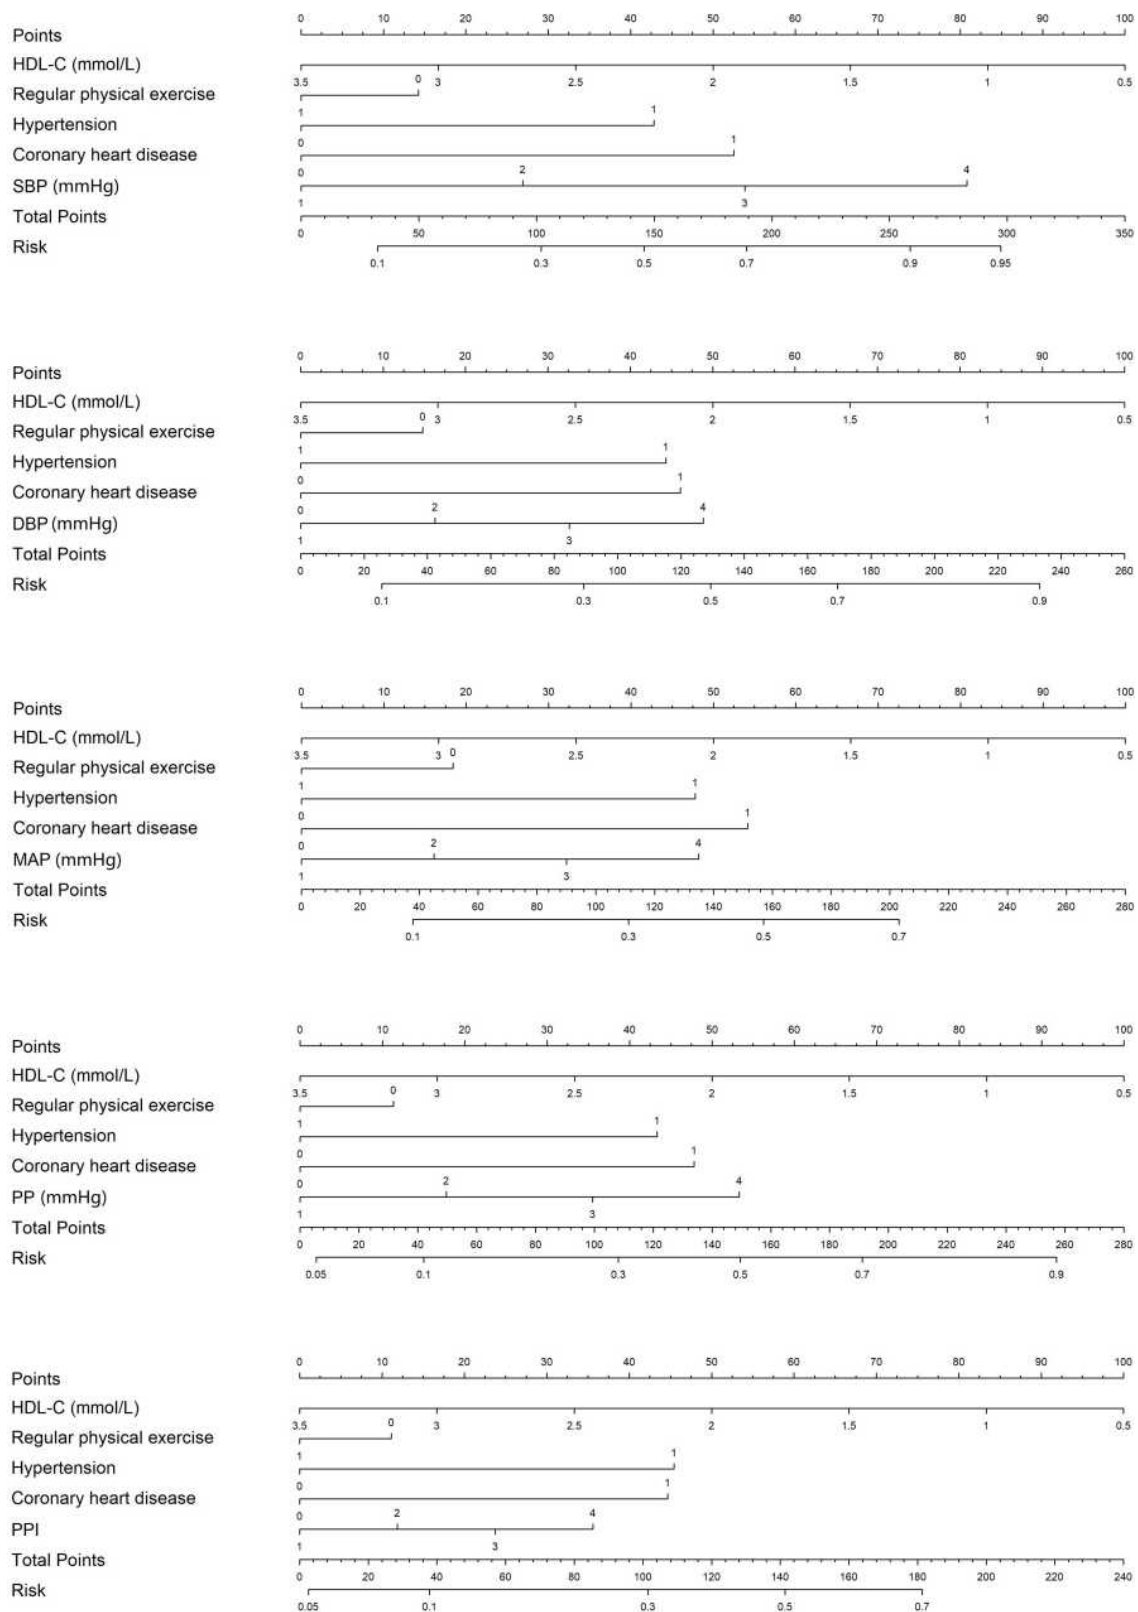 0 10 20 30 40 50 60 70 80 90 100
Points
HDL-C (mmol/L)
3.5 3 2.5 2 1.5 1 0.5
0
Regular physical exercise
1
1
Hypertension
0
1
Coronary heart disease
0
2 4
SBP (mmHg)
1 3
Total Points
0 50 100 150 200 250 300 350
Risk
0.1 0.3 0.5 0.7 0.9 0.95
0 10 20 30 40 50 60 70 80 90 100
Points
HDL-C (mmol/L)
3.5 3 2.5 2 1.5 1 0.5
0
Regular physical exercise
1
1
Hypertension
0
1
Coronary heart disease
0
2 4
DBP (mmHg)
1 3
Total Points
0 20 40 60 80 100 120 140 160 180 200 220 240 260
Risk
0.1 0.3 0.5 0.7 0.9
0 10 20 30 40 50 60 70 80 90 100
Points
HDL-C (mmol/L)
3.5 3 2.5 2 1.5 1 0.5
0
Regular physical exercise
1
1
Hypertension
0
1
Coronary heart disease
0
2 4
MAP (mmHg)
1 3
Total Points
0 20 40 60 80 100 120 140 160 180 200 220 240 260 280
Risk
0.1 0.3 0.5 0.7
0 10 20 30 40 50 60 70 80 90 100
Points
HDL-C (mmol/L)
3.5 3 2.5 2 1.5 1 0.5
0
Regular physical exercise
1
1
Hypertension
0
1
Coronary heart disease
0
2 4
PP (mmHg)
1 3
Total Points
0 20 40 60 80 100 120 140 160 180 200 220 240 260 280
Risk
0.05 0.1 0.3 0.5 0.7 0.9
0 10 20 30 40 50 60 70 80 90 100
Points
HDL-C (mmol/L)
3.5 3 2.5 2 1.5 1 0.5
0
Regular physical exercise
1
1
Hypertension
0
1
Coronary heart disease
0
2 4
PPI
1 3
Total Points
0 20 40 60 80 100 120 140 160 180 200 220 240
Risk
0.05 0.1 0.3 0.5 0.7